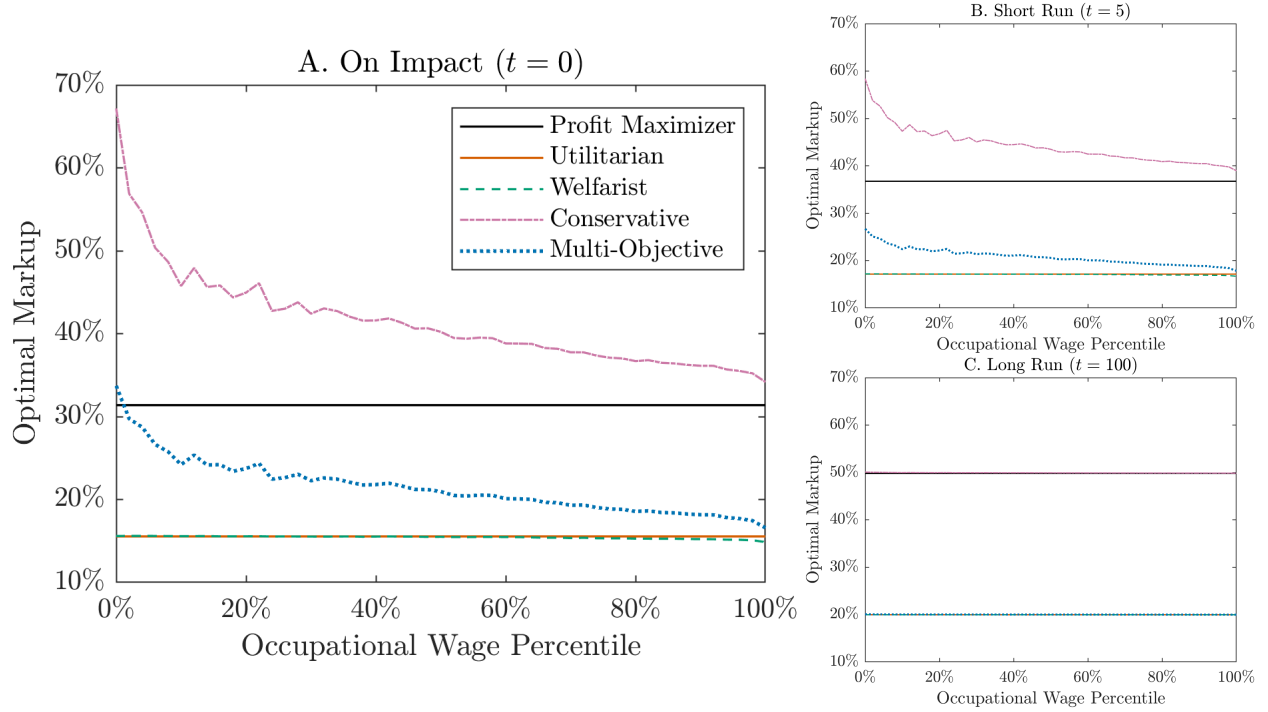 A. On Impact (t = 0)
70%
60%
50%
40%
30%
20%
10%
Optimal Markup
0%
20%
40%
60%
80%
100%
Occupational Wage Percentile
Profit Maximizer
Utilitarian
Welfarist
Conservative
Multi-Objective
B. Short Run (t = 5)
70%
60%
50%
40%
30%
20%
10%
Optimal Markup
0%
20%
40%
60%
80%
100%
Occupational Wage Percentile
C. Long Run (t = 100)
70%
60%
50%
40%
30%
20%
10%
Optimal Markup
0%
20%
40%
60%
80%
100%
Occupational Wage Percentile